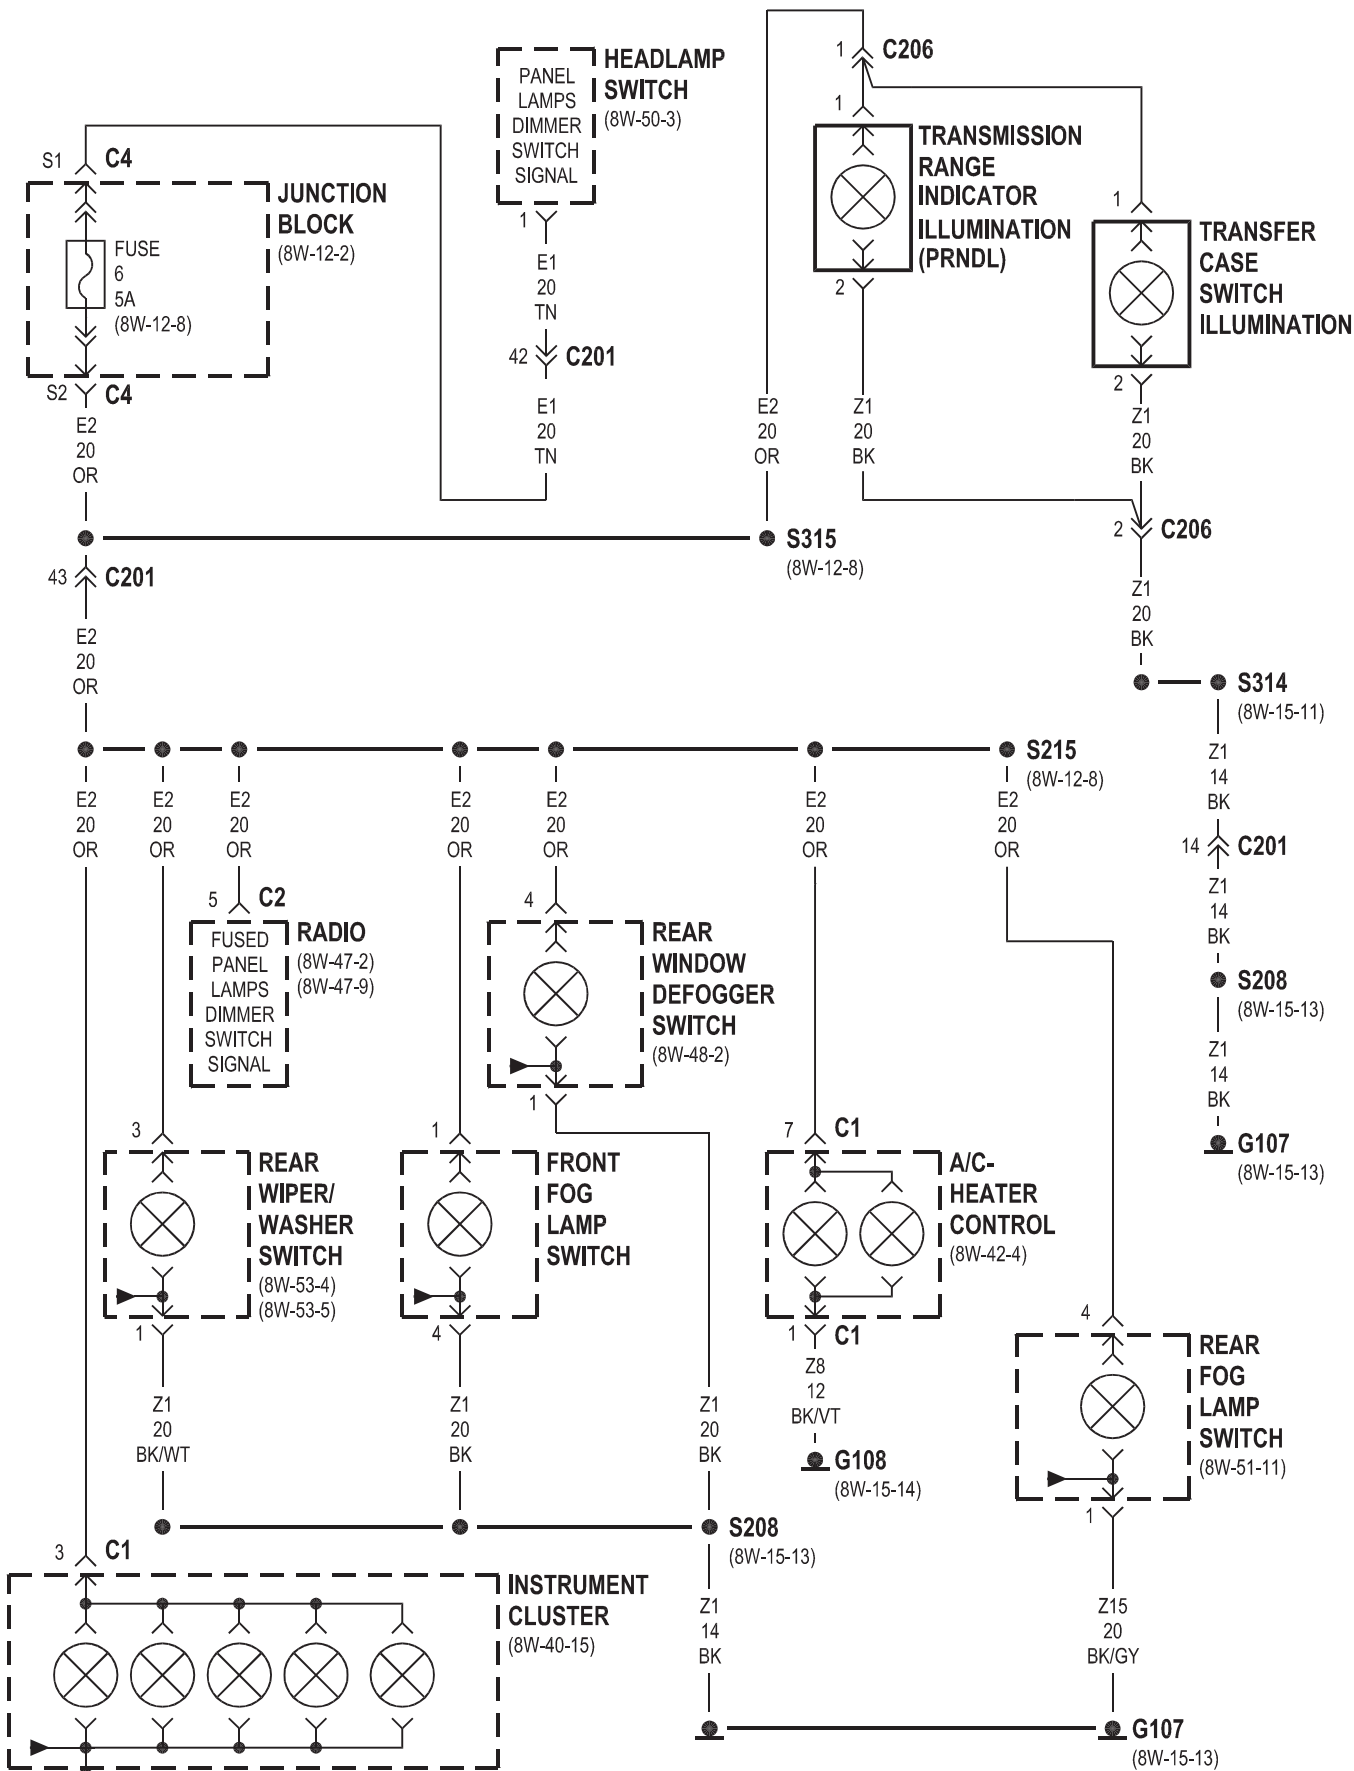 HEADLAMP
SWITCH
(8W-50-3)
PANEL
LAMPS
DIMMER
SWITCH
SIGNAL
1
E1
20
TN
42 C201
E1
20
TN
S1 C4
JUNCTION
BLOCK
(8W-12-2)
FUSE
6
5A
(8W-12-8)
S2 C4
E2
20
OR
1 C206
1
TRANSMISSION
RANGE
INDICATOR
ILLUMINATION
(PRNDL)
2
1
TRANSFER
CASE
SWITCH
ILLUMINATION
2
E2
20
OR
Z1
20
BK
Z1
20
BK
S315
(8W-12-8)
2 C206
43 C201
Z1
20
BK
E2
20
OR
S314
(8W-15-11)
S215
(8W-12-8)
Z1
14
BK
E2
20
OR
E2
20
OR
E2
20
OR
E2
20
OR
E2
20
OR
E2
20
OR
E2
20
OR
14 C201
Z1
14
BK
5 C2
RADIO
(8W-47-2)
(8W-47-9)
FUSED
PANEL
LAMPS
DIMMER
SWITCH
SIGNAL
4
REAR
WINDOW
DEFOGGER
SWITCH
(8W-48-2)
1
S208
(8W-15-13)
Z1
14
BK
G107
(8W-15-13)
3
REAR
WIPER/
WASHER
SWITCH
(8W-53-4)
(8W-53-5)
1
1
FRONT
FOG
LAMP
SWITCH
4
7 C1
A/C-
HEATER
CONTROL
(8W-42-4)
1 C1
Z8
12
BK/VT
G108
(8W-15-14)
4
REAR
FOG
LAMP
SWITCH
(8W-51-11)
1
Z1
20
BK/WT
Z1
20
BK
Z1
20
BK
S208
(8W-15-13)
3 C1
INSTRUMENT
CLUSTER
(8W-40-15)
Z1
14
BK
Z15
20
BK/GY
G107
(8W-15-13)